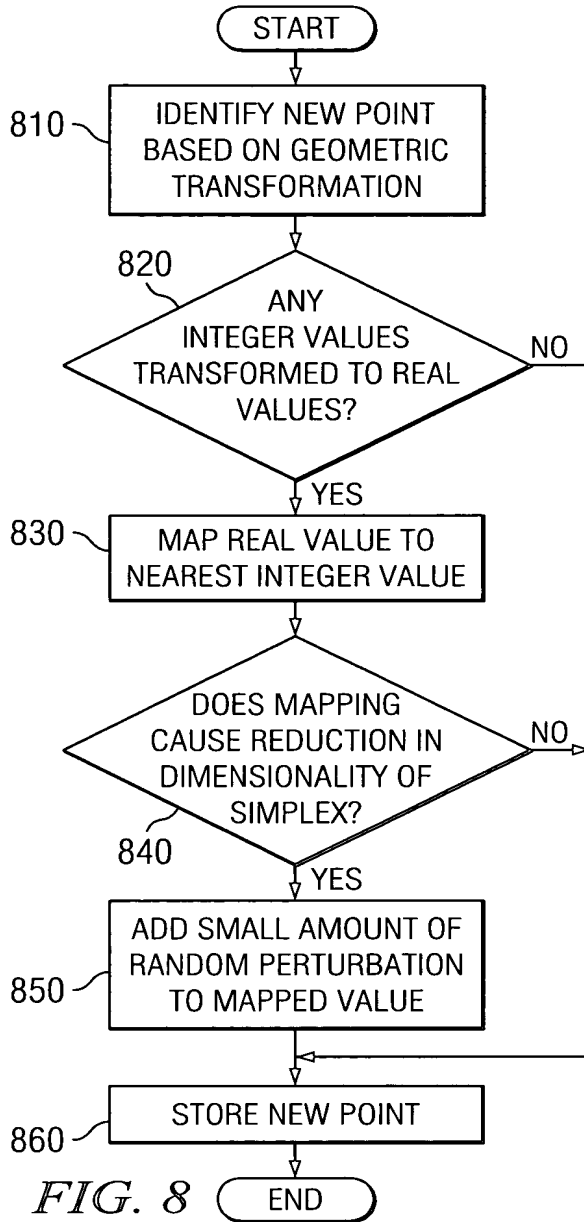 START
810
IDENTIFY NEW POINT
BASED ON GEOMETRIC
TRANSFORMATION
820
ANY
INTEGER VALUES
TRANSFORMED TO REAL
VALUES?
NO
YES
830
MAP REAL VALUE TO
NEAREST INTEGER VALUE
DOES MAPPING
CAUSE REDUCTION IN
DIMENSIONALITY OF
SIMPLEX?
NO
840
YES
850
ADD SMALL AMOUNT OF
RANDOM PERTURBATION
TO MAPPED VALUE
860
STORE NEW POINT
FIG. 8
END